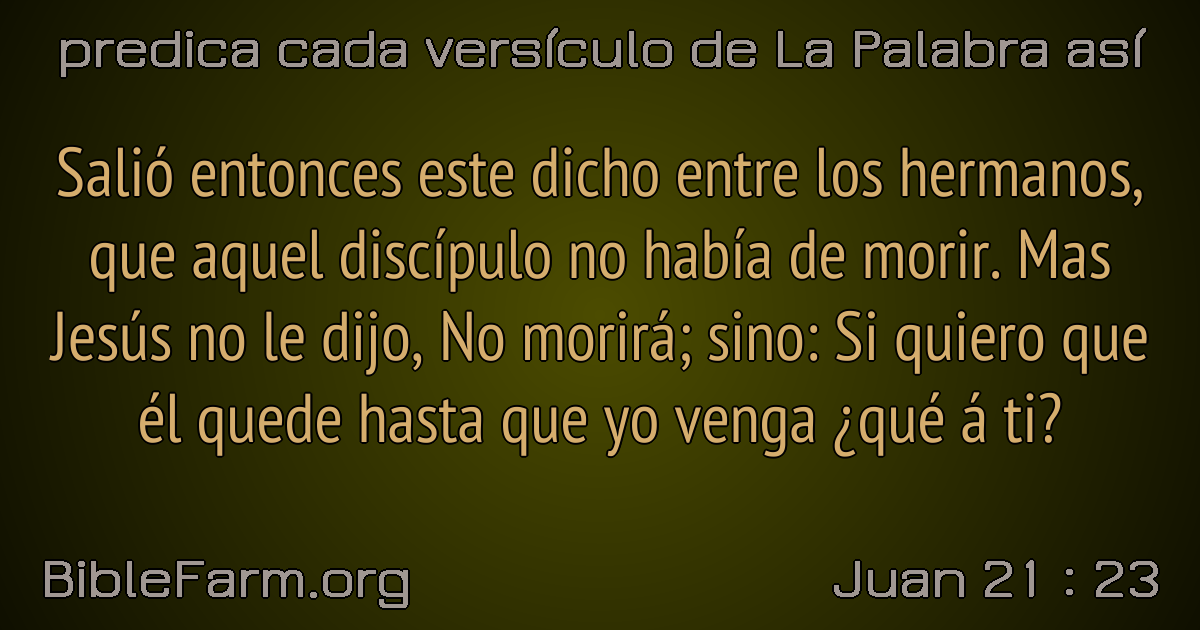 predica cada versículo de La Palabra así
Salió entonces este dicho entre los hermanos,
que aquel discípulo no había de morir. Mas
Jesús no le dijo, No morirá; sino: Si quiero que
él quede hasta que yo venga ¿qué á ti?
BibleFarm.org
Juan 21 : 23